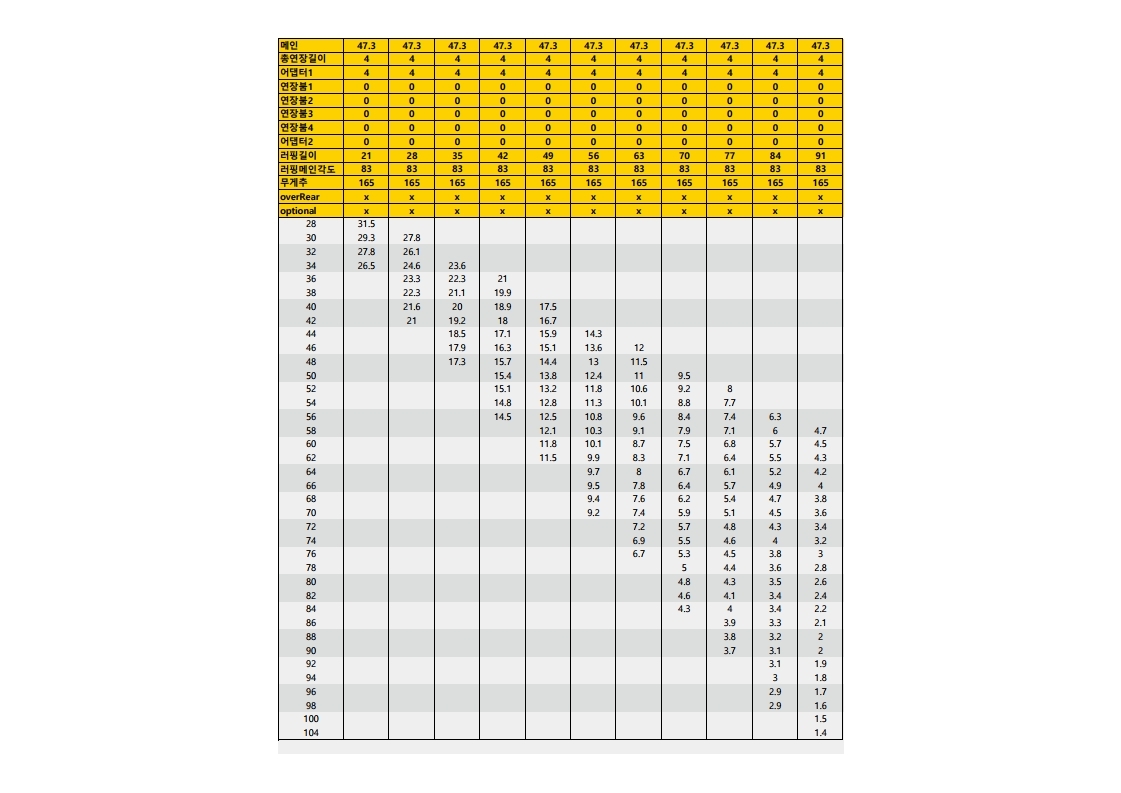 메인 47.3 47.3 47.3 47.3 47.3 47.3 47.3 47.3 47.3 47.3 47.3
총연장길이 4 4 4 4 4 4 4 4 4 4 4
어댑터1 4 4 4 4 4 4 4 4 4 4 4
연장붐1 0 0 0 0 0 0 0 0 0 0 0
연장붐2 0 0 0 0 0 0 0 0 0 0 0
연장붐3 0 0 0 0 0 0 0 0 0 0 0
연장붐4 0 0 0 0 0 0 0 0 0 0 0
어댑터2 0 0 0 0 0 0 0 0 0 0 0
러핑길이 21 28 35 42 49 56 63 70 77 84 91
러핑메인각도 83 83 83 83 83 83 83 83 83 83 83
무게추 165 165 165 165 165 165 165 165 165 165 165
overRear x x x x x x x x x x x
optional x x x x x x x x x x x
28 31.5
30 29.3 27.8
32 27.8 26.1
34 26.5 24.6 23.6
36 23.3 22.3 21
38 22.3 21.1 19.9
40 21.6 20 18.9 17.5
42 21 19.2 18 16.7
44 18.5 17.1 15.9 14.3
46 17.9 16.3 15.1 13.6 12
48 17.3 15.7 14.4 13 11.5
50 15.4 13.8 12.4 11 9.5
52 15.1 13.2 11.8 10.6 9.2 8
54 14.8 12.8 11.3 10.1 8.8 7.7
56 14.5 12.5 10.8 9.6 8.4 7.4 6.3
58 12.1 10.3 9.1 7.9 7.1 6 4.7
60 11.8 10.1 8.7 7.5 6.8 5.7 4.5
62 11.5 9.9 8.3 7.1 6.4 5.5 4.3
64 9.7 8 6.7 6.1 5.2 4.2
66 9.5 7.8 6.4 5.7 4.9 4
68 9.4 7.6 6.2 5.4 4.7 3.8
70 9.2 7.4 5.9 5.1 4.5 3.6
72 7.2 5.7 4.8 4.3 3.4
74 6.9 5.5 4.6 4 3.2
76 6.7 5.3 4.5 3.8 3
78 5 4.4 3.6 2.8
80 4.8 4.3 3.5 2.6
82 4.6 4.1 3.4 2.4
84 4.3 4 3.4 2.2
86 3.9 3.3 2.1
88 3.8 3.2 2
90 3.7 3.1 2
92 3.1 1.9
94 3 1.8
96 2.9 1.7
98 2.9 1.6
100 1.5
104 1.4